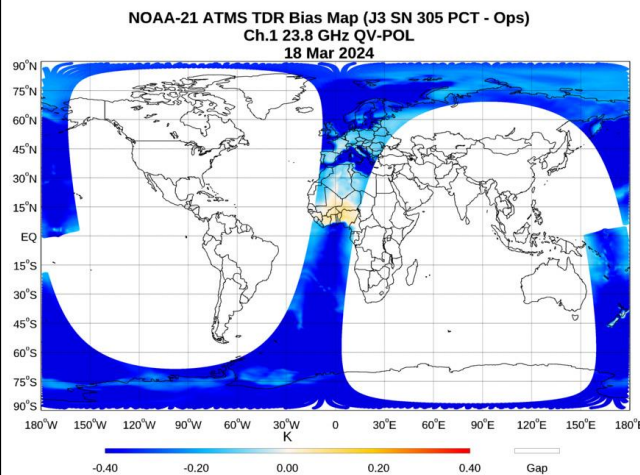 NOAA-21 ATMS TDR Bias Map (J3 SN 305 PCT - Ops)
Ch.1 23.8 GHz QV-POL
18 Mar 2024
90°N
75°N
60°N
45°N
30°N
15°N
EQ
15°S
30°S
45°S
60°S
75°S
90°S
180°W 150°W 120°W 90°W 60°W 30°W 0 30°E 60°E 90°E 120°E 150°E 180°E
K
-0.40 -0.20 0.00 0.20 0.40 Gap